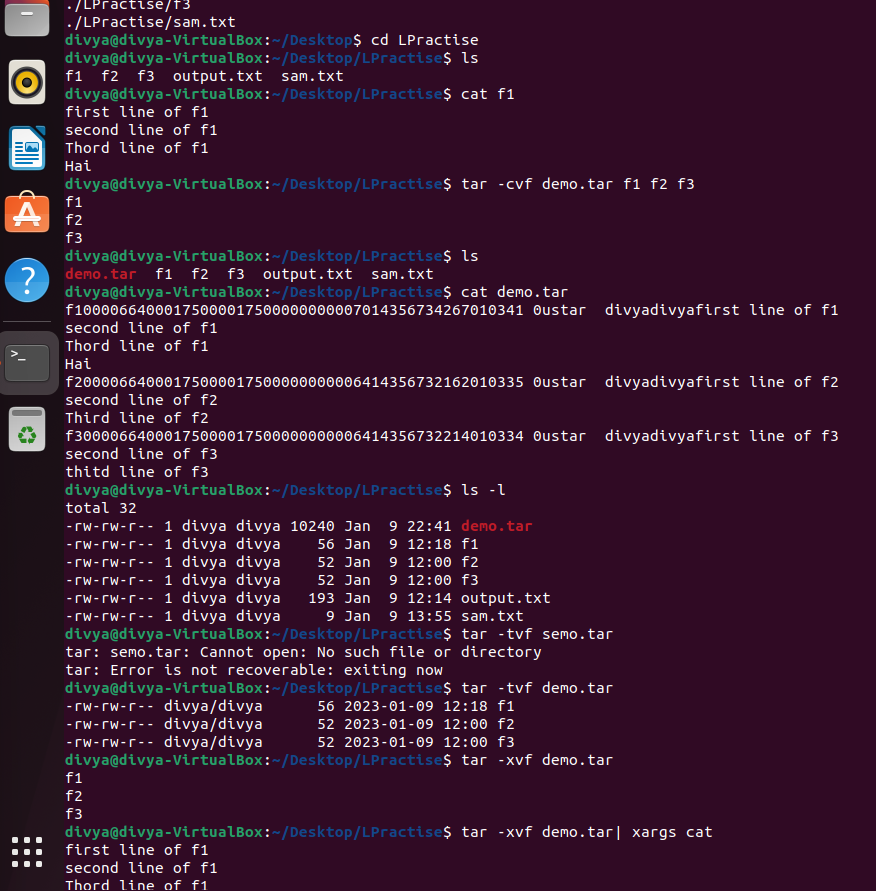 ./LPractise/f3
./LPractise/sam.txt
divya@divya-VirtualBox:~/Desktop$ cd LPractise
divya@divya-VirtualBox:~/Desktop/LPractise$ ls
f1  f2  f3  output.txt  sam.txt
divya@divya-VirtualBox:~/Desktop/LPractise$ cat f1
first line of f1
second line of f1
Thord line of f1
Hai
divya@divya-VirtualBox:~/Desktop/LPractise$ tar -cvf demo.tar f1 f2 f3
f1
f2
f3
divya@divya-VirtualBox:~/Desktop/LPractise$ ls
demo.tar  f1  f2  f3  output.txt  sam.txt
divya@divya-VirtualBox:~/Desktop/LPractise$ cat demo.tar
f10000664000175000017500000000007014356734267010341 0ustar  divyadivyafirst line of f1
second line of f1
Thord line of f1
Hai
f20000664000175000017500000000006414356732162010335 0ustar  divyadivyafirst line of f2
second line of f2
Third line of f2
f30000664000175000017500000000006414356732214010334 0ustar  divyadivyafirst line of f3
second line of f3
thitd line of f3
divya@divya-VirtualBox:~/Desktop/LPractise$ ls -l
total 32
-rw-rw-r-- 1 divya divya 10240 Jan  9 22:41 demo.tar
-rw-rw-r-- 1 divya divya    56 Jan  9 12:18 f1
-rw-rw-r-- 1 divya divya    52 Jan  9 12:00 f2
-rw-rw-r-- 1 divya divya    52 Jan  9 12:00 f3
-rw-rw-r-- 1 divya divya   193 Jan  9 12:14 output.txt
-rw-rw-r-- 1 divya divya     9 Jan  9 13:55 sam.txt
divya@divya-VirtualBox:~/Desktop/LPractise$ tar -tvf semo.tar
tar: semo.tar: Cannot open: No such file or directory
tar: Error is not recoverable: exiting now
divya@divya-VirtualBox:~/Desktop/LPractise$ tar -tvf demo.tar
-rw-rw-r-- divya/divya      56 2023-01-09 12:18 f1
-rw-rw-r-- divya/divya      52 2023-01-09 12:00 f2
-rw-rw-r-- divya/divya      52 2023-01-09 12:00 f3
divya@divya-VirtualBox:~/Desktop/LPractise$ tar -xvf demo.tar
f1
f2
f3
divya@divya-VirtualBox:~/Desktop/LPractise$ tar -xvf demo.tar| xargs cat
first line of f1
second line of f1
Thord line of f1